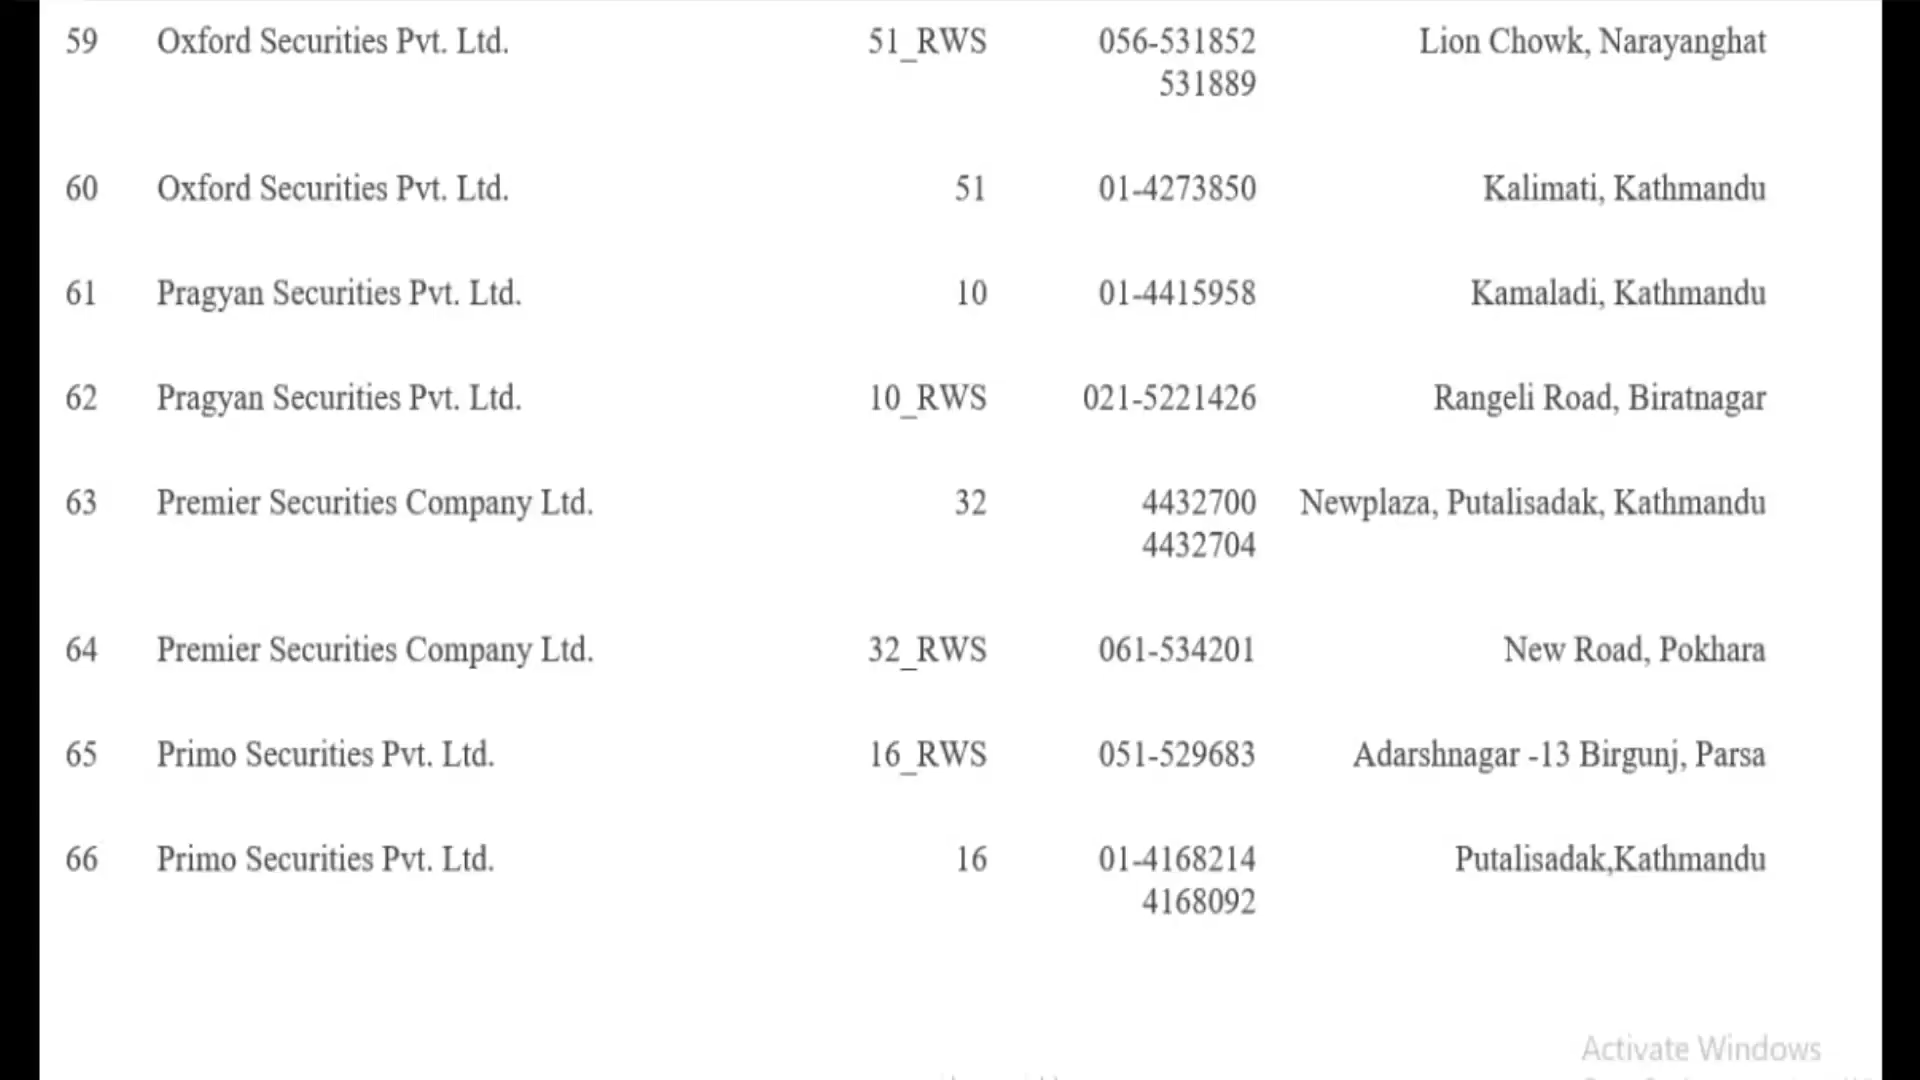 59 Oxford Securities Pvt. Ltd. 51_RWS 056-531852 Lion Chowk, Narayanghat
531889
60 Oxford Securities Pvt. Ltd. 51 01-4273850 Kalimati, Kathmandu
61 Pragyan Securities Pvt. Ltd. 10 01-4415958 Kamaladi, Kathmandu
62 Pragyan Securities Pvt. Ltd. 10_RWS 021-5221426 Rangeli Road, Biratnagar
63 Premier Securities Company Ltd. 32 4432700 Newplaza, Putalisadak, Kathmandu
4432704
64 Premier Securities Company Ltd. 32_RWS 061-534201 New Road, Pokhara
65 Primo Securities Pvt. Ltd. 16_RWS 051-529683 Adarshnagar -13 Birgunj, Parsa
66 Primo Securities Pvt. Ltd. 16 01-4168214 Putalisadak,Kathmandu
4168092
Activate Windows